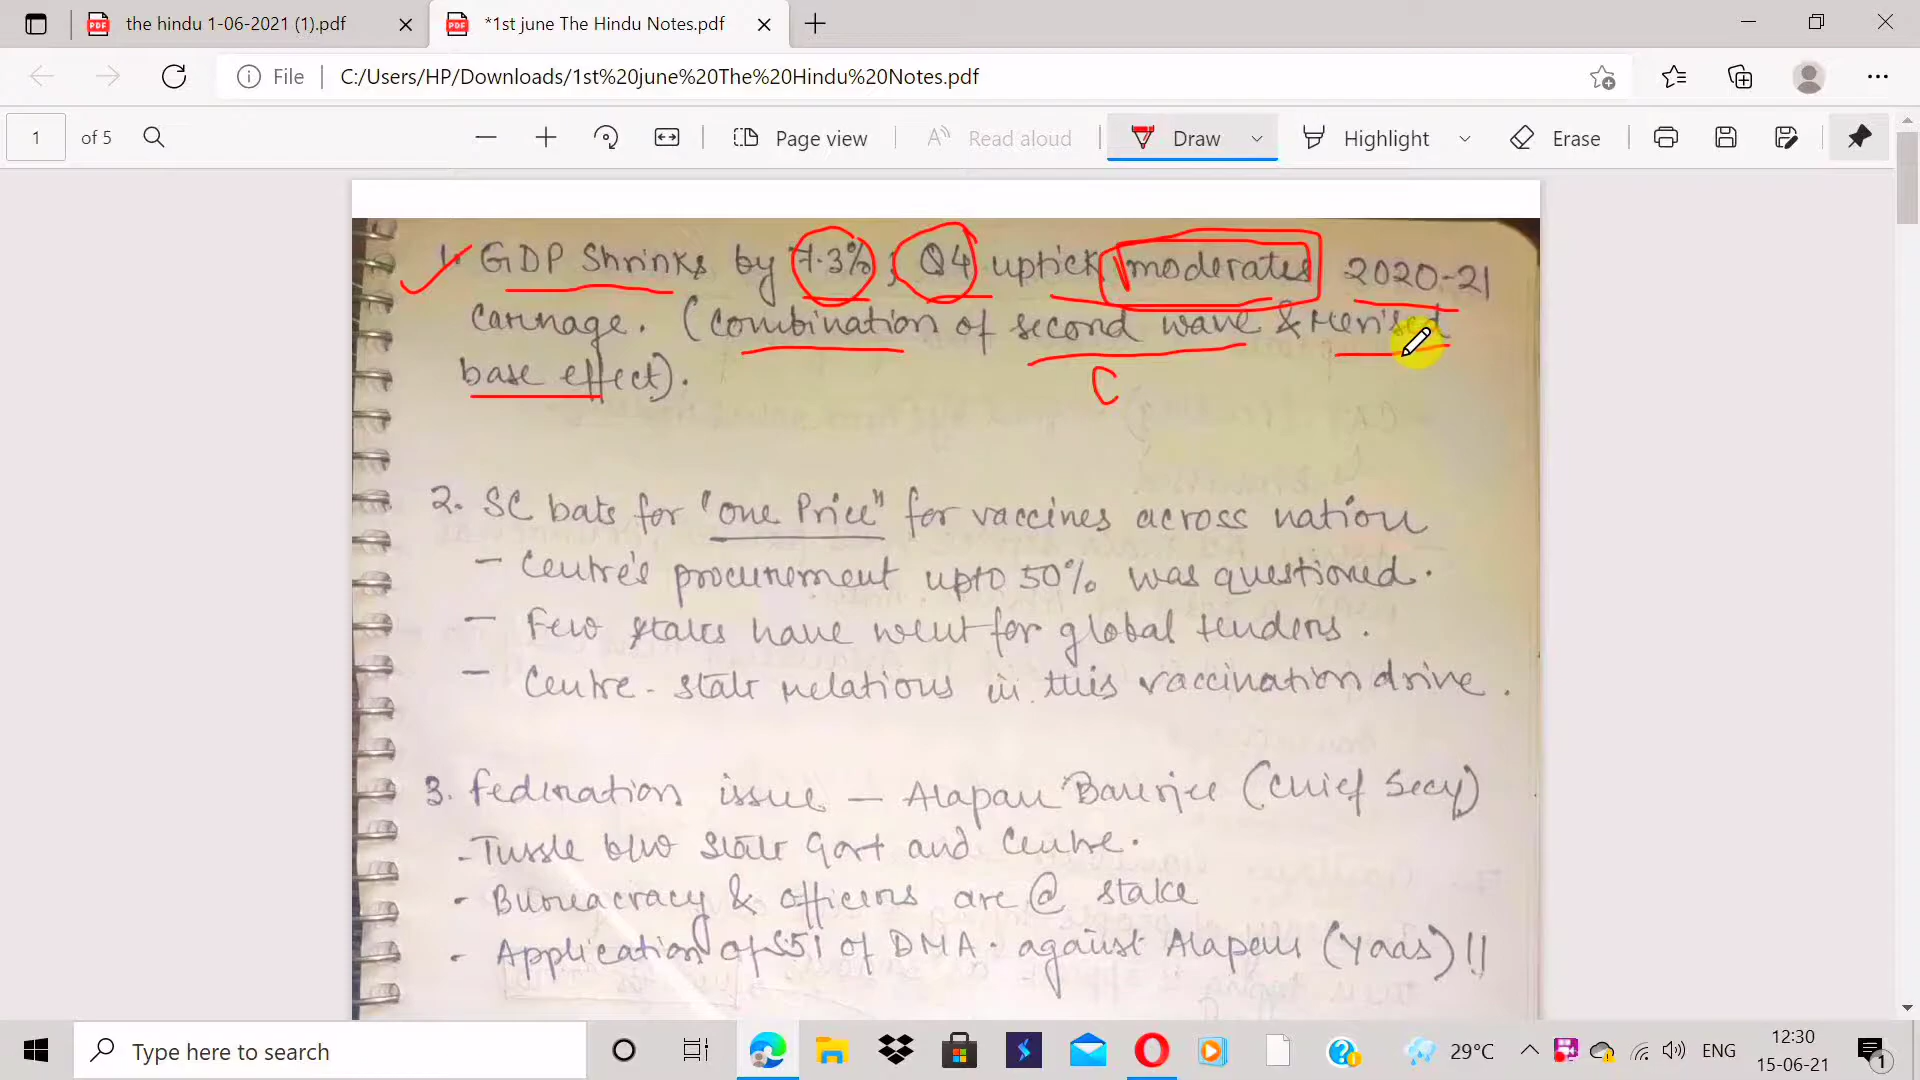 the hindu 1-06-2021 (1).pdf
*1st june The Hindu Notes.pdf
File
C:/Users/HP/Downloads/1st%20june%20The%20Hindu%20Notes.pdf
1 of 5
Page view
Read aloud
Draw
Highlight
Erase
1. GDP Shrinks by 7.3% ; Q4 uptick moderates 2020-21
carnage. (combination of second wave & revised
base effect).
C
2. SC bats for "one Price" for vaccines across nation
- Centre's procurement upto 50% was questioned.
- Few states have went for global tenders.
- Centre-state relations in this vaccination drive.
3. Federation issue - Alapan Banerjee (Chief Secy)
- Tussle b/w State Govt and Centre.
- Bureacracy & officers are @ stake
- Application of S51 of DMA. against Alapan (Yaas)!!
Type here to search
29°C
ENG
12:30
15-06-21
1